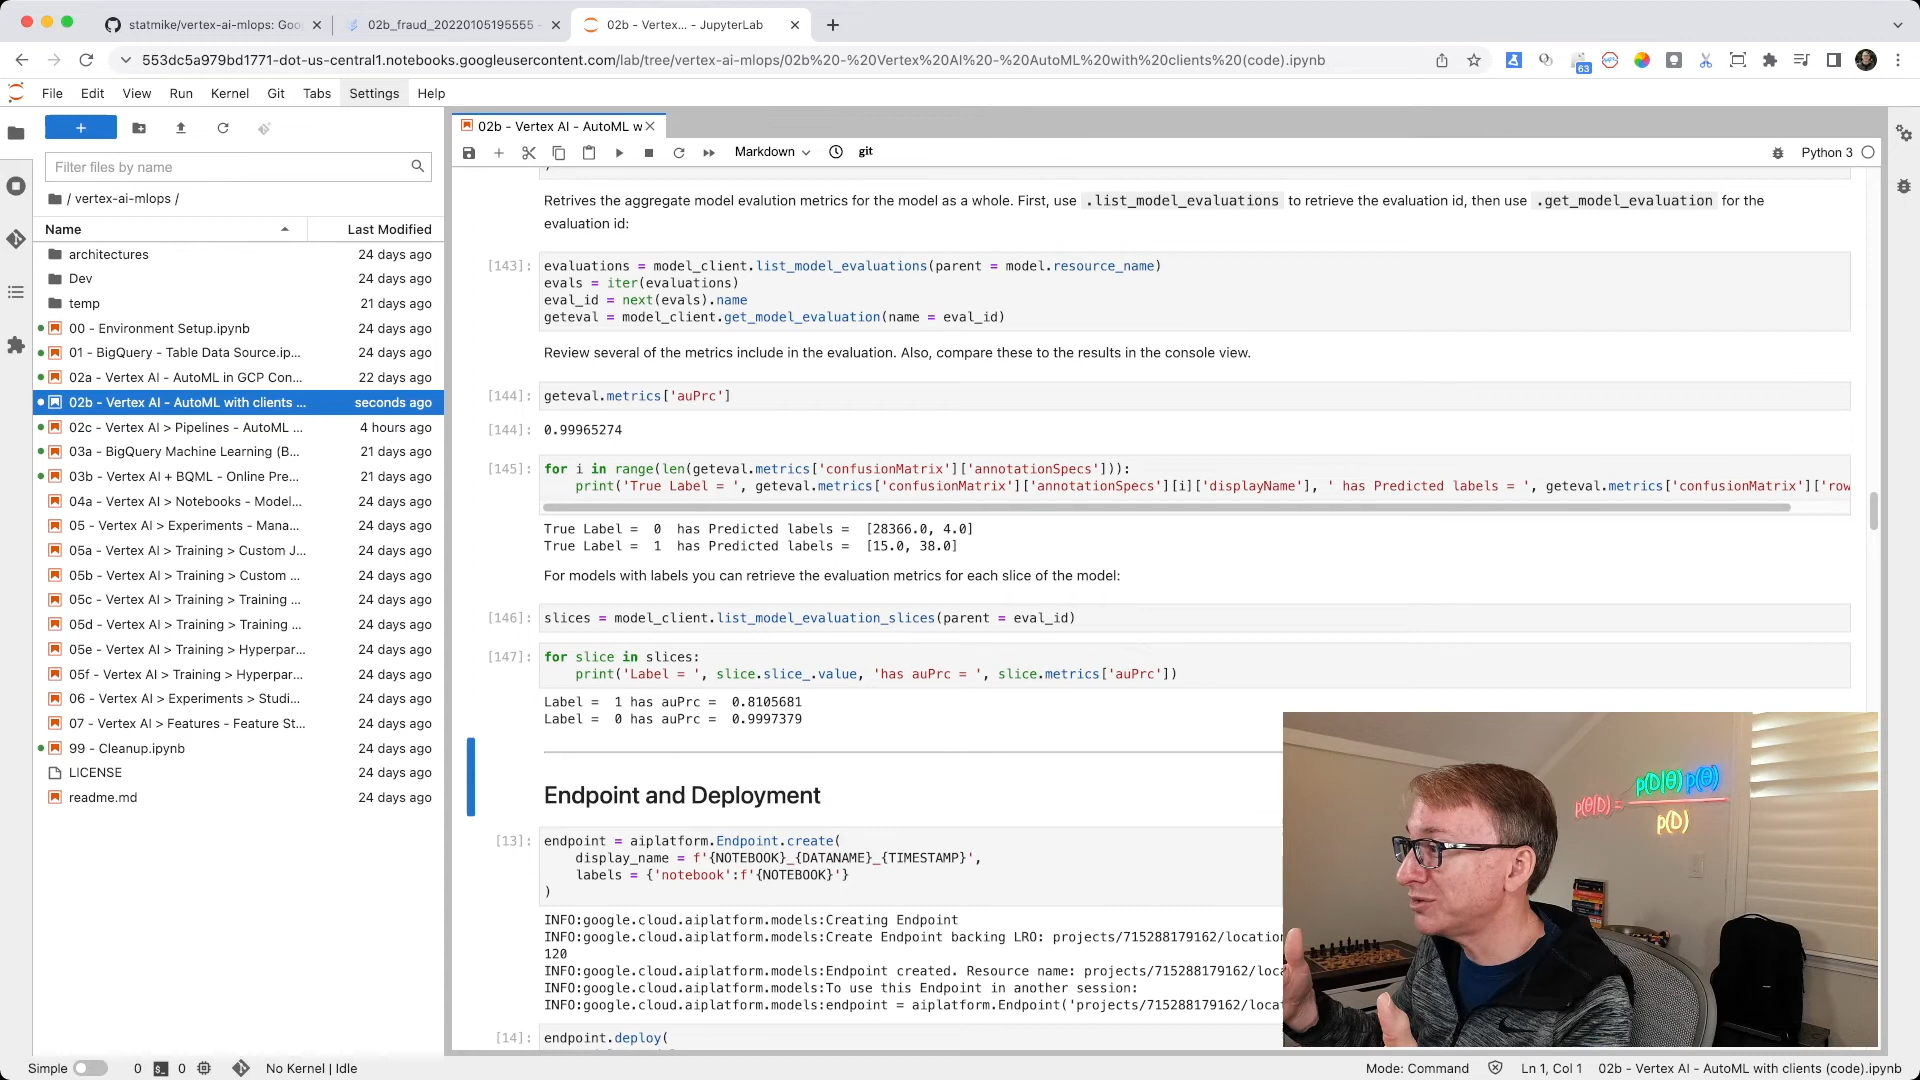 statmike/vertex-ai-mlops: Goo
02b_fraud_20220105195555 -
02b - Vertex... - JupyterLab
553dc5a979bd1771-dot-us-central1.notebooks.googleusercontent.com/lab/tree/vertex-ai-mlops/02b%20-%20Vertex%20AI%20-%20AutoML%20with%20clients%20(code).ipynb
63
File Edit View Run Kernel Git Tabs Settings Help
02b - Vertex AI - AutoML w
Filter files by name
Markdown
git
Python 3
/ vertex-ai-mlops /
Name Last Modified
architectures 24 days ago
Dev 24 days ago
temp 21 days ago
00 - Environment Setup.ipynb 24 days ago
01 - BigQuery - Table Data Source.ip... 24 days ago
02a - Vertex AI - AutoML in GCP Con... 22 days ago
02b - Vertex AI - AutoML with clients ... seconds ago
02c - Vertex AI > Pipelines - AutoML ... 4 hours ago
03a - BigQuery Machine Learning (B... 21 days ago
03b - Vertex AI + BQML - Online Pre... 21 days ago
04a - Vertex AI > Notebooks - Model... 24 days ago
05 - Vertex AI > Experiments - Mana... 24 days ago
05a - Vertex AI > Training > Custom J... 24 days ago
05b - Vertex AI > Training > Custom ... 24 days ago
05c - Vertex AI > Training > Training ... 24 days ago
05d - Vertex AI > Training > Training ... 24 days ago
05e - Vertex AI > Training > Hyperpar... 24 days ago
05f - Vertex AI > Training > Hyperpar... 24 days ago
06 - Vertex AI > Experiments > Studi... 24 days ago
07 - Vertex AI > Features - Feature St... 24 days ago
99 - Cleanup.ipynb 24 days ago
LICENSE 24 days ago
readme.md 24 days ago
Retrives the aggregate model evalution metrics for the model as a whole. First, use .list_model_evaluations to retrieve the evaluation id, then use .get_model_evaluation for the
evaluation id:
[143]: evaluations = model_client.list_model_evaluations(parent = model.resource_name)
evals = iter(evaluations)
eval_id = next(evals).name
geteval = model_client.get_model_evaluation(name = eval_id)
Review several of the metrics include in the evaluation. Also, compare these to the results in the console view.
[144]: geteval.metrics['auPrc']
[144]: 0.99965274
[145]: for i in range(len(geteval.metrics['confusionMatrix']['annotationSpecs'])):
print('True Label = ', geteval.metrics['confusionMatrix']['annotationSpecs'][i]['displayName'], ' has Predicted labels = ', geteval.metrics['confusionMatrix']['row
True Label =  0  has Predicted labels =  [28366.0, 4.0]
True Label =  1  has Predicted labels =  [15.0, 38.0]
For models with labels you can retrieve the evaluation metrics for each slice of the model:
[146]: slices = model_client.list_model_evaluation_slices(parent = eval_id)
[147]: for slice in slices:
print('Label = ', slice.slice_.value, 'has auPrc = ', slice.metrics['auPrc'])
Label =  1 has auPrc =  0.8105681
Label =  0 has auPrc =  0.9997379
Endpoint and Deployment
[13]: endpoint = aiplatform.Endpoint.create(
display_name = f'{NOTEBOOK}_{DATANAME}_{TIMESTAMP}',
labels = {'notebook':f'{NOTEBOOK}'}
)
INFO:google.cloud.aiplatform.models:Creating Endpoint
INFO:google.cloud.aiplatform.models:Create Endpoint backing LRO: projects/715288179162/location
120
INFO:google.cloud.aiplatform.models:Endpoint created. Resource name: projects/715288179162/loca
INFO:google.cloud.aiplatform.models:To use this Endpoint in another session:
INFO:google.cloud.aiplatform.models:endpoint = aiplatform.Endpoint('projects/715288179162/locat
[14]: endpoint.deploy(
p(θ|D) = p(D|θ) p(θ)
p(D)
Simple 0 0 No Kernel | Idle Mode: Command Ln 1, Col 1 02b - Vertex AI - AutoML with clients (code).ipynb